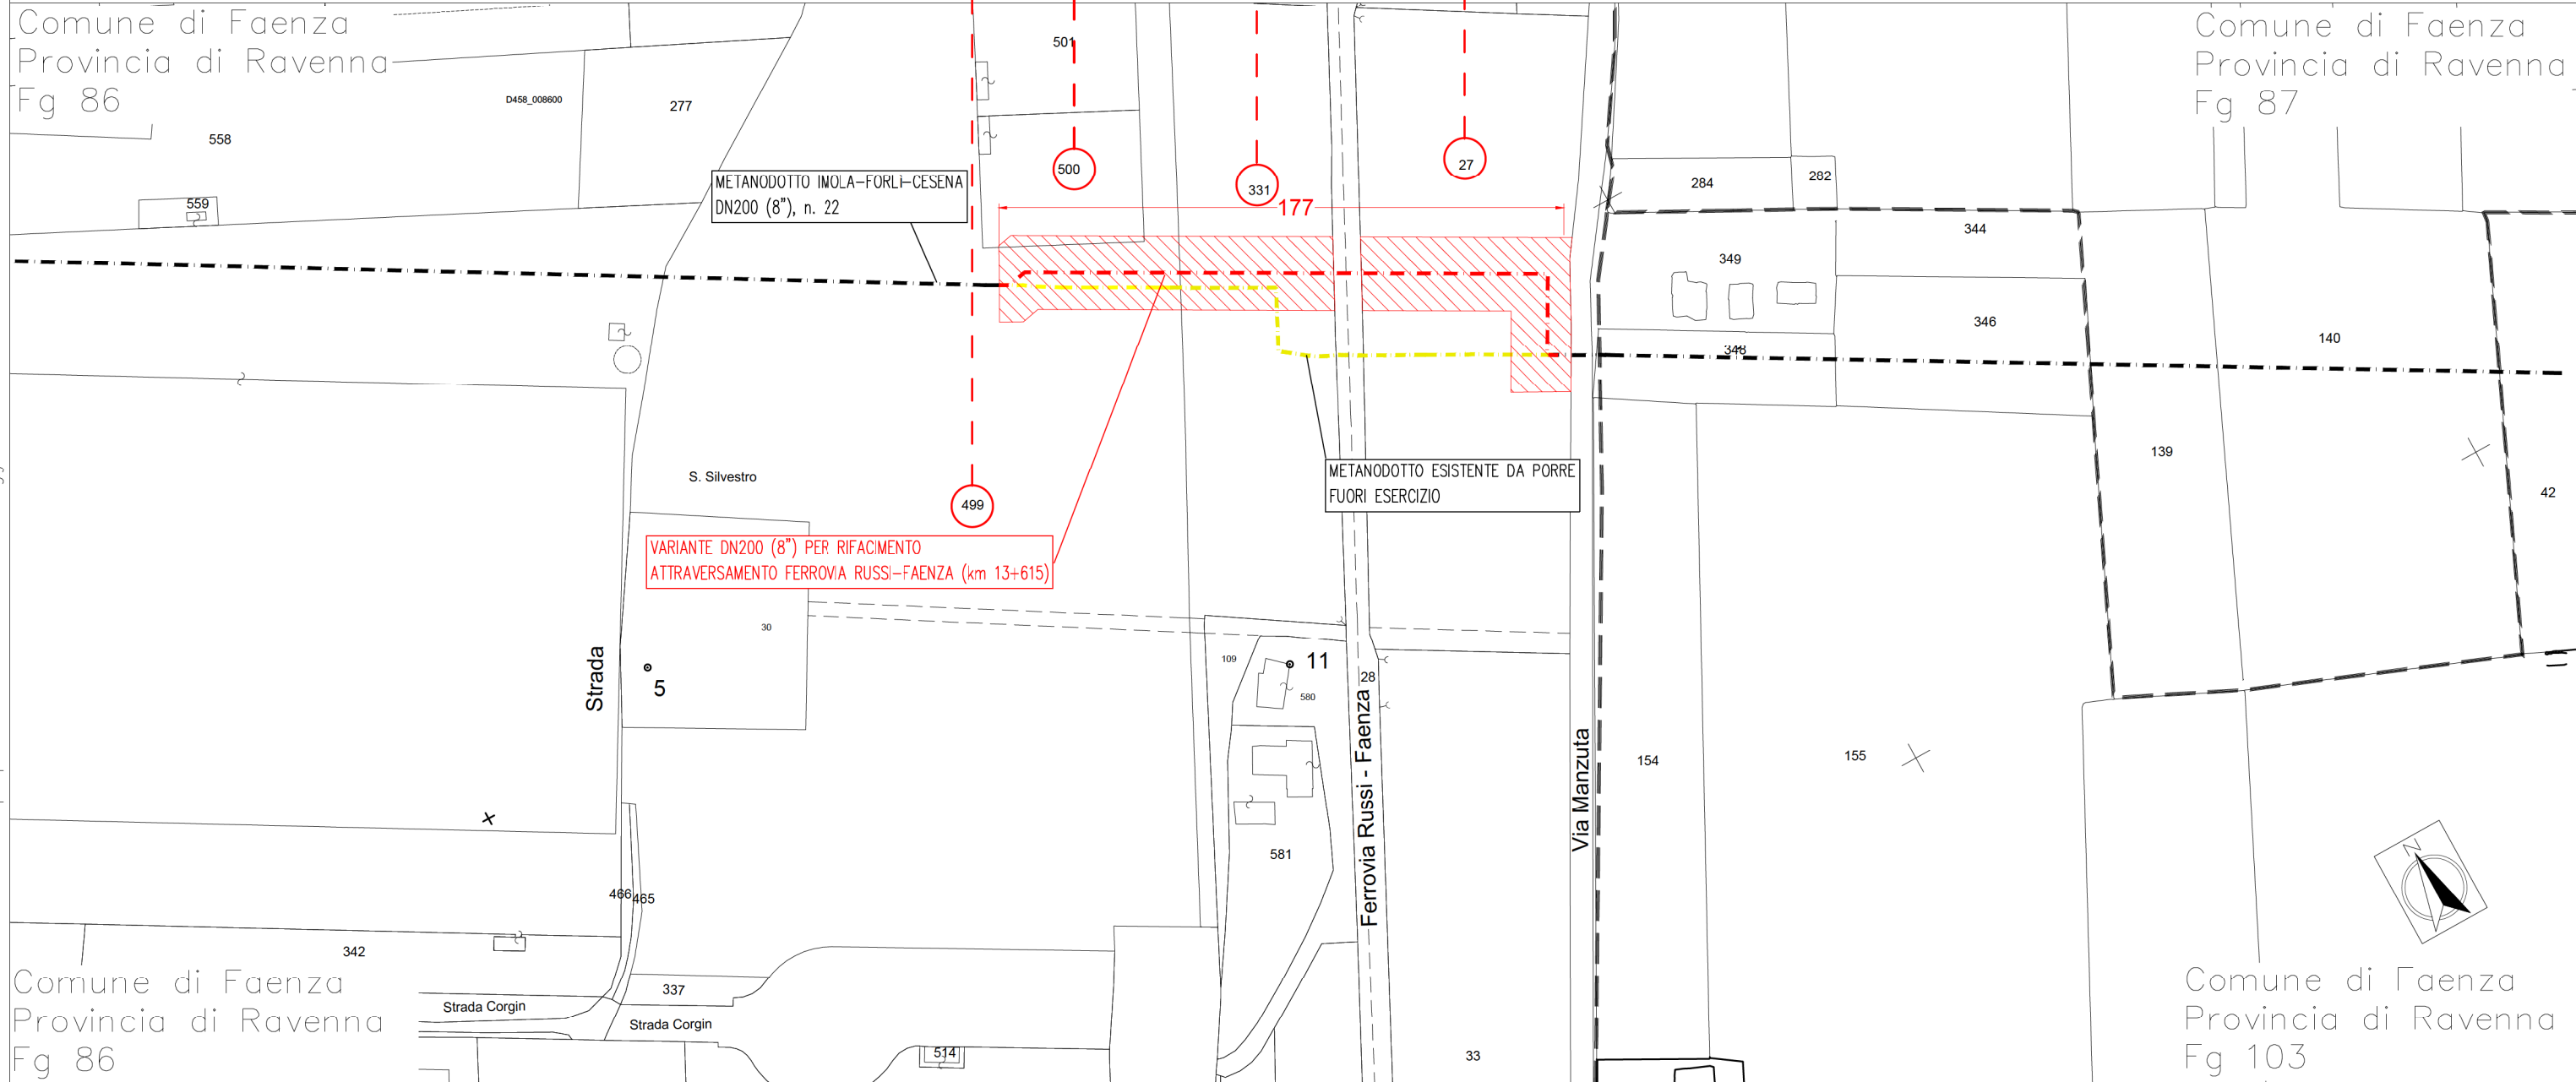 Comune di Faenza
Provincia di Ravenna
Fg 86
Comune di Faenza
Provincia di Ravenna
Fg 87
501
D458_008600
277
558
559
METANODOTTO IMOLA-FORLì-CESENA
DN200 (8"), n. 22
500
331
27
177
284
282
344
349
346
348
140
139
42
S. Silvestro
499
METANODOTTO ESISTENTE DA PORRE
FUORI ESERCIZIO
VARIANTE DN200 (8") PER RIFACIMENTO
ATTRAVERSAMENTO FERROVIA RUSSI-FAENZA (km 13+615)
30
Strada
5
109
11
580
28
Ferrovia Russi - Faenza
Via Manzuta
154
155
581
466
465
342
337
Strada Corgin
Strada Corgin
514
33
N
Comune di Faenza
Provincia di Ravenna
Fg 86
Comune di Faenza
Provincia di Ravenna
Fg 103